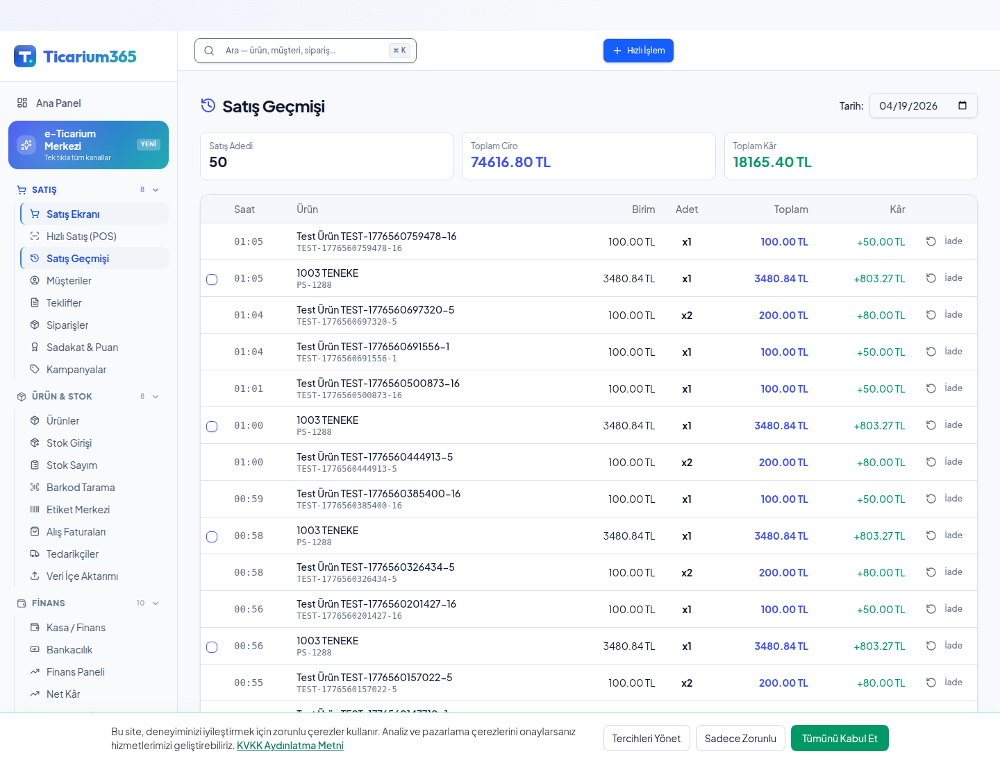 Ticarium365
Ara — ürün, müşteri, sipariş...
⌘ K
Hızlı İşlem
Ana Panel
e-Ticarium Merkezi
Tek tıkla tüm kanallar
YENİ
SATIŞ 8
Satış Ekranı
Hızlı Satış (POS)
Satış Geçmişi
Müşteriler
Teklifler
Siparişler
Sadakat & Puan
Kampanyalar
ÜRÜN & STOK 8
Ürünler
Stok Girişi
Stok Sayım
Barkod Tarama
Etiket Merkezi
Alış Faturaları
Tedarikçiler
Veri İçe Aktarımı
FİNANS 10
Kasa / Finans
Bankacılık
Finans Paneli
Net Kâr
Satış Geçmişi
Tarih: 04/19/2026
Satış Adedi
50
Toplam Ciro
74616.80 TL
Toplam Kâr
18165.40 TL
Saat Ürün Birim Adet Toplam Kâr
01:05 Test Ürün TEST-1776560759478-16 100.00 TL x1 100.00 TL +50.00 TL İade
TEST-1776560759478-16
01:05 1003 TENEKE 3480.84 TL x1 3480.84 TL +803.27 TL İade
PS-1288
01:04 Test Ürün TEST-1776560697320-5 100.00 TL x2 200.00 TL +80.00 TL İade
TEST-1776560697320-5
01:04 Test Ürün TEST-1776560691556-1 100.00 TL x1 100.00 TL +50.00 TL İade
TEST-1776560691556-1
01:01 Test Ürün TEST-1776560500873-16 100.00 TL x1 100.00 TL +50.00 TL İade
TEST-1776560500873-16
01:00 1003 TENEKE 3480.84 TL x1 3480.84 TL +803.27 TL İade
PS-1288
01:00 Test Ürün TEST-1776560444913-5 100.00 TL x2 200.00 TL +80.00 TL İade
TEST-1776560444913-5
00:59 Test Ürün TEST-1776560385400-16 100.00 TL x1 100.00 TL +50.00 TL İade
TEST-1776560385400-16
00:58 1003 TENEKE 3480.84 TL x1 3480.84 TL +803.27 TL İade
PS-1288
00:58 Test Ürün TEST-1776560326434-5 100.00 TL x2 200.00 TL +80.00 TL İade
TEST-1776560326434-5
00:56 Test Ürün TEST-1776560201427-16 100.00 TL x1 100.00 TL +50.00 TL İade
TEST-1776560201427-16
00:56 1003 TENEKE 3480.84 TL x1 3480.84 TL +803.27 TL İade
PS-1288
00:55 Test Ürün TEST-1776560157022-5 100.00 TL x2 200.00 TL +80.00 TL İade
TEST-1776560157022-5
Bu site, deneyiminizi iyileştirmek için zorunlu çerezler kullanır. Analiz ve pazarlama çerezlerini onaylarsanız
hizmetlerimizi geliştirebiliriz. KVKK Aydınlatma Metni
Tercihleri Yönet
Sadece Zorunlu
Tümünü Kabul Et